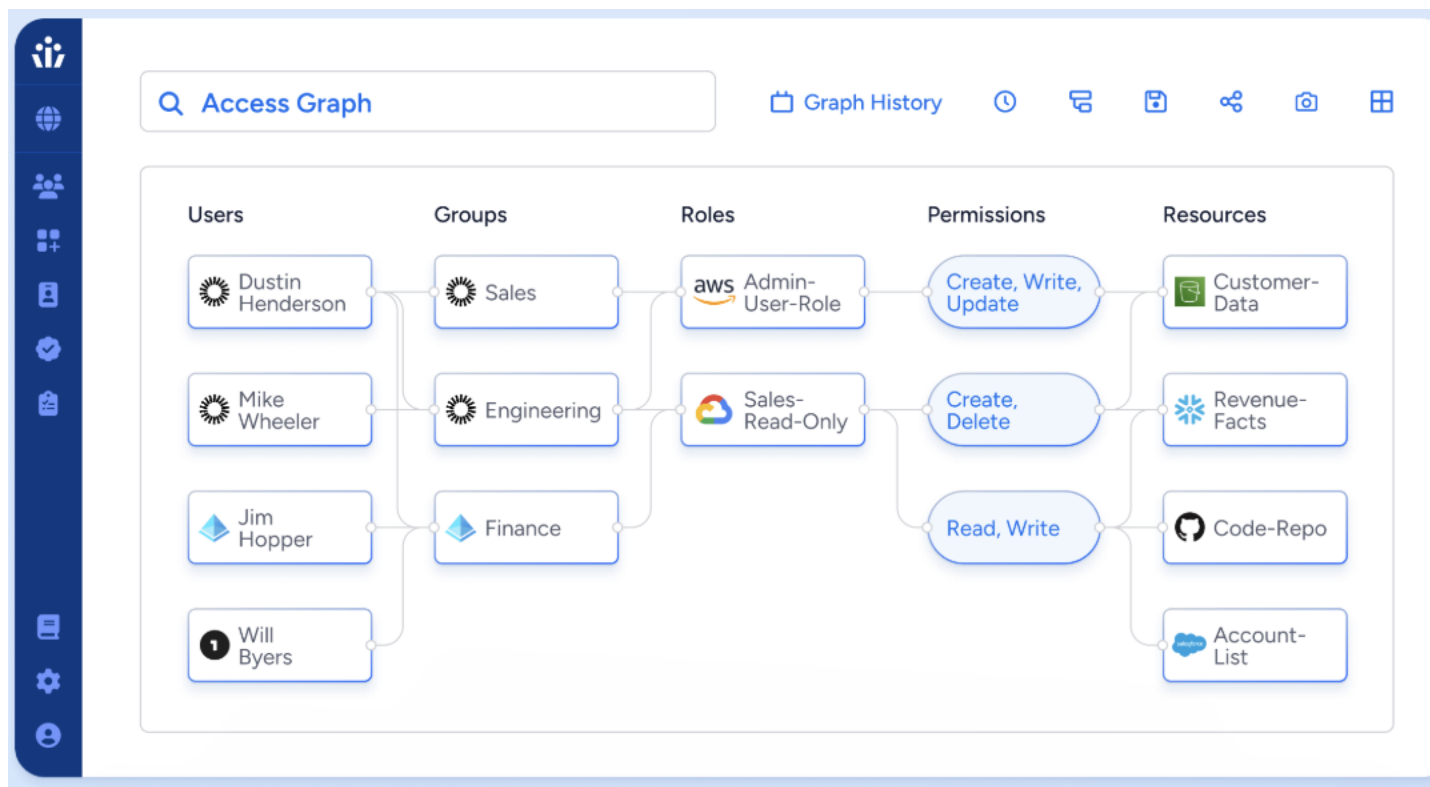 Access Graph
Graph History
Users
Groups
Roles
Permissions
Resources
Dustin
Henderson
Sales
aws
Admin-
User-Role
Create, Write,
Update
Customer-
Data
Mike
Wheeler
Engineering
Sales-
Read-Only
Create,
Delete
Revenue-
Facts
Jim
Hopper
Finance
Read, Write
Code-Repo
1
Will
Byers
salesforce
Account-
List